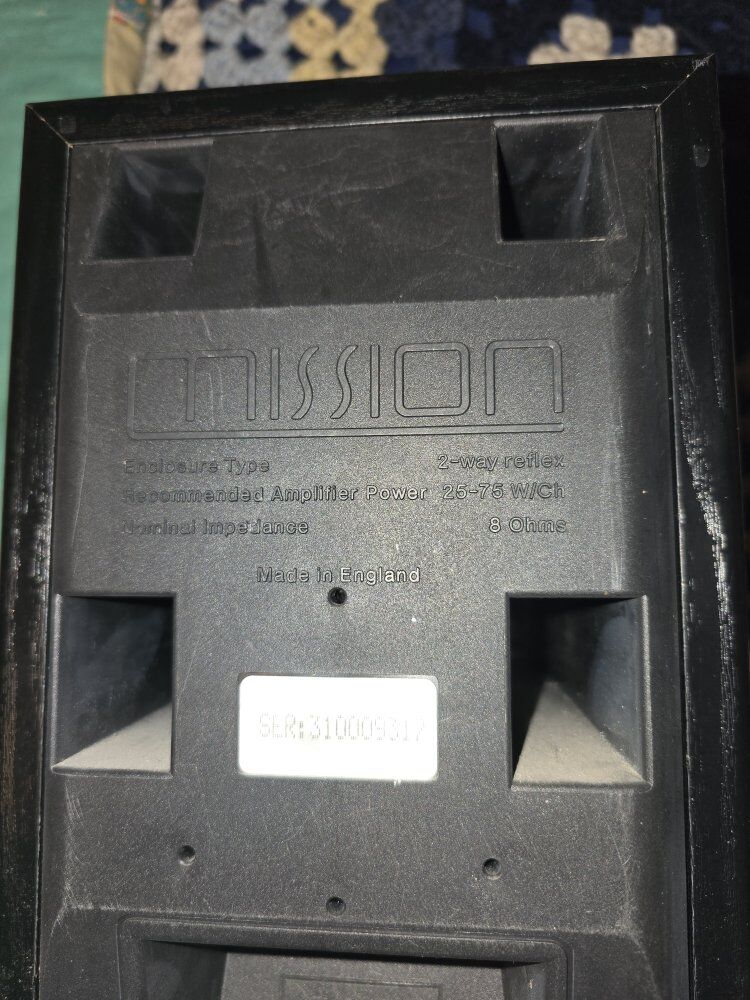 mission
Enclosure Type 2-way reflex
Recommended Amplifier Power 25-75 W/Ch
Nominal Impedance 8 Ohms
Made in England
SER:310009317